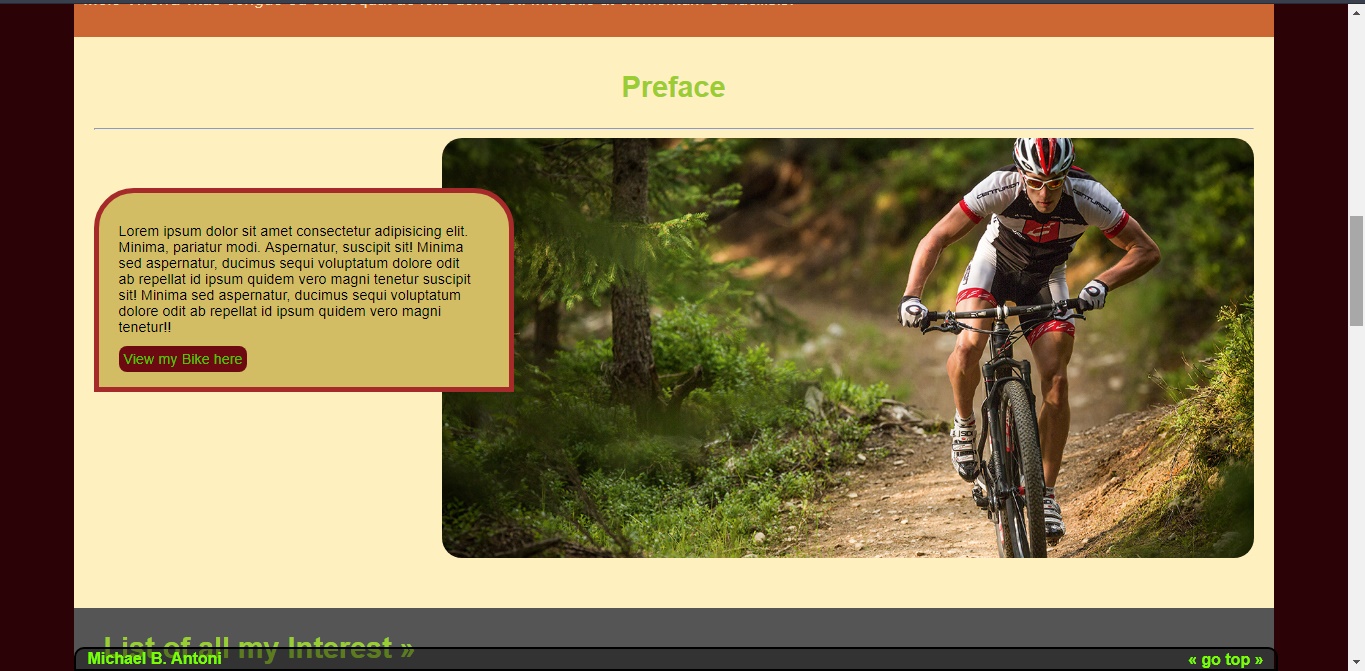 Preface
Lorem ipsum dolor sit amet consectetur adipisicing elit.
Minima, pariatur modi. Aspernatur, suscipit sit! Minima
sed aspernatur, ducimus sequi voluptatum dolore odit
ab repellat id ipsum quidem vero magni tenetur suscipit
sit! Minima sed aspernatur, ducimus sequi voluptatum
dolore odit ab repellat id ipsum quidem vero magni
tenetur!!
View my Bike here
CENTURION
CENTURION
List of all my Interest »
Michael B. Antoni
« go top »